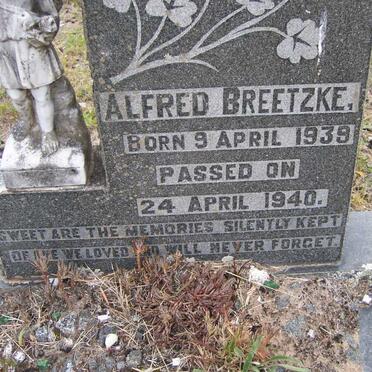 ALFRED BREETZKE,
BORN 9 APRIL 1939
PASSED ON
24 APRIL 1940.
SWEET ARE THE MEMORIES SILENTLY KEPT
OF WE LOVED AND WILL NEVER FORGET.